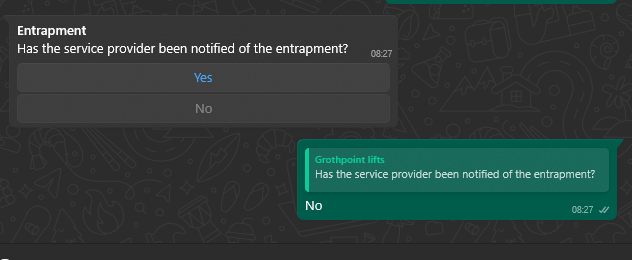 Entrapment
Has the service provider been notified of the entrapment?
08:27
Yes
No
Grothpoint lifts
Has the service provider been notified of the entrapment?
No
08:27